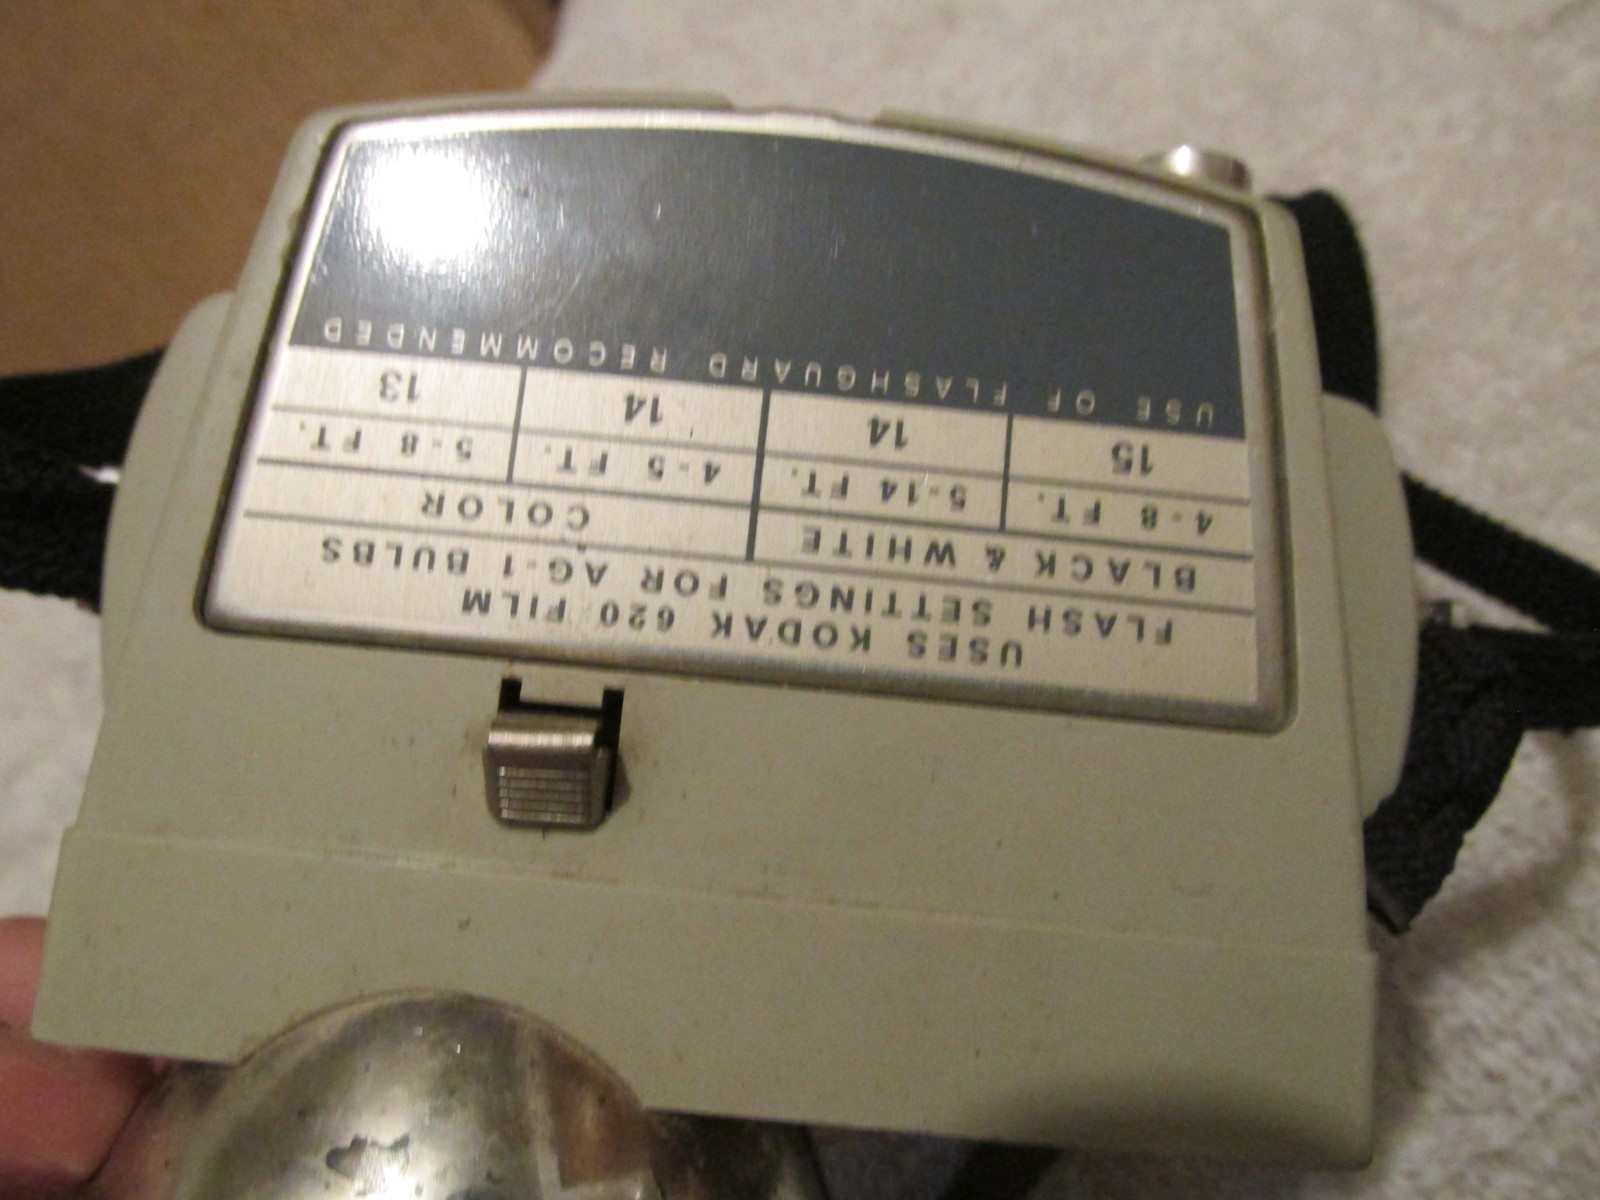 USES KODAK 620 FILM
FLASH SETTINGS FOR AG-1 BULBS
BLACK & WHITE COLOR
4-8 FT. 5-14 FT. 4-5 FT. 5-8 FT.
15 14 14 13
USE OF FLASHGUARD RECOMMENDED